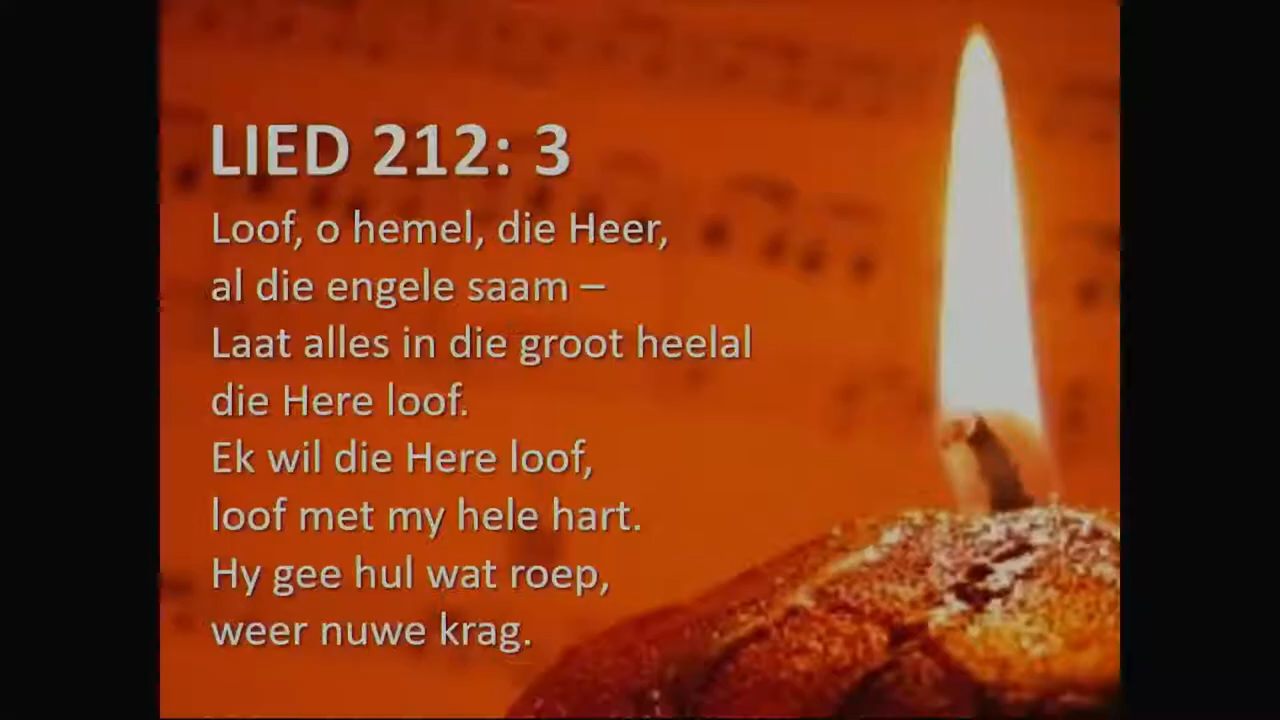 LIED 212: 3
Loof, o hemel, die Heer,
al die engele saam –
Laat alles in die groot heelal
die Here loof.
Ek wil die Here loof,
loof met my hele hart.
Hy gee hul wat roep,
weer nuwe krag.